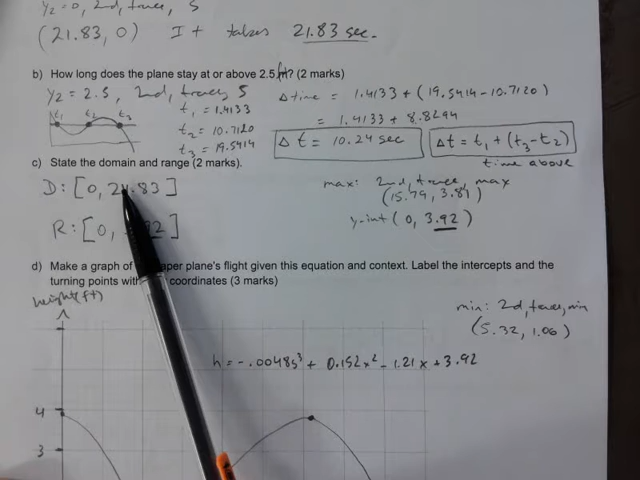 y₂ = 0, 2nd, trace, 5
(21.83, 0) It takes 21.83 sec.
b) How long does the plane stay at or above 2.5 ft? (2 marks)
y₂ = 2.5, 2nd, trace, 5
Δtime = 1.4133 + (19.5414 - 10.7120)
= 1.4133 + 8.8294
Δt = 10.24 sec
Δt = t₁ + (t₃ - t₂)
time above
t₁ t₂ t₃
t₁ = 1.4133
t₂ = 10.7120
t₃ = 19.5414
c) State the domain and range (2 marks).
D: [0, 21.83]
R: [0, 2]
max: 2nd, trace, max
(15.79, 3.81)
y-int (0, 3.92)
d) Make a graph of paper plane's flight given this equation and context. Label the intercepts and the
turning points with coordinates (3 marks)
height (ft)
min: 2nd, trace, min
(5.32, 1.06)
h = -.0048s³ + 0.152x² - 1.21x + 3.92
4
3